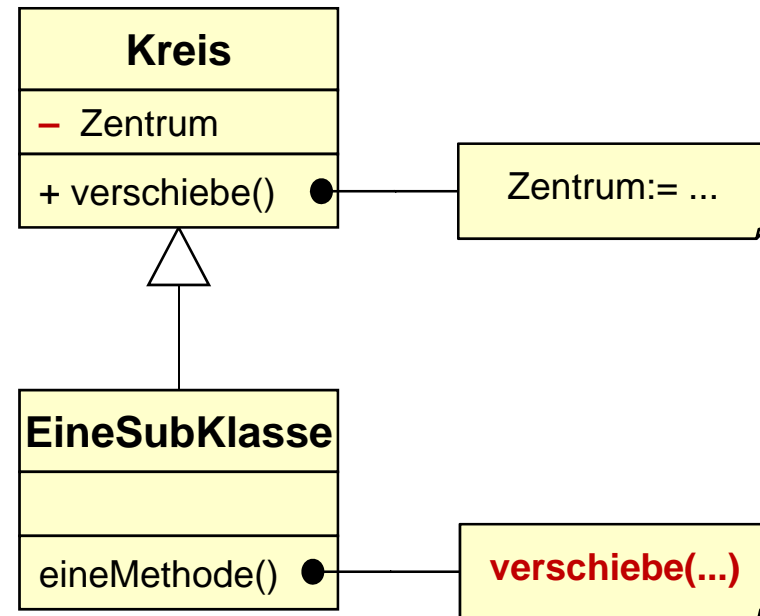 Kreis
– Zentrum
+ verschiebe()
Zentrum:= ...
EineSubKlasse
eineMethode()
verschiebe(...)